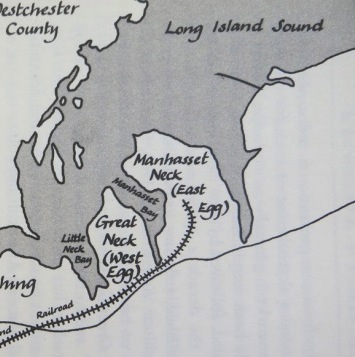 estchester
County
Long Island Sound
Manhasset
Neck
(East
Egg)
Manhasset
Bay
Great
Neck
(West
Egg)
Little
Neck
Bay
hing
Railroad
nd